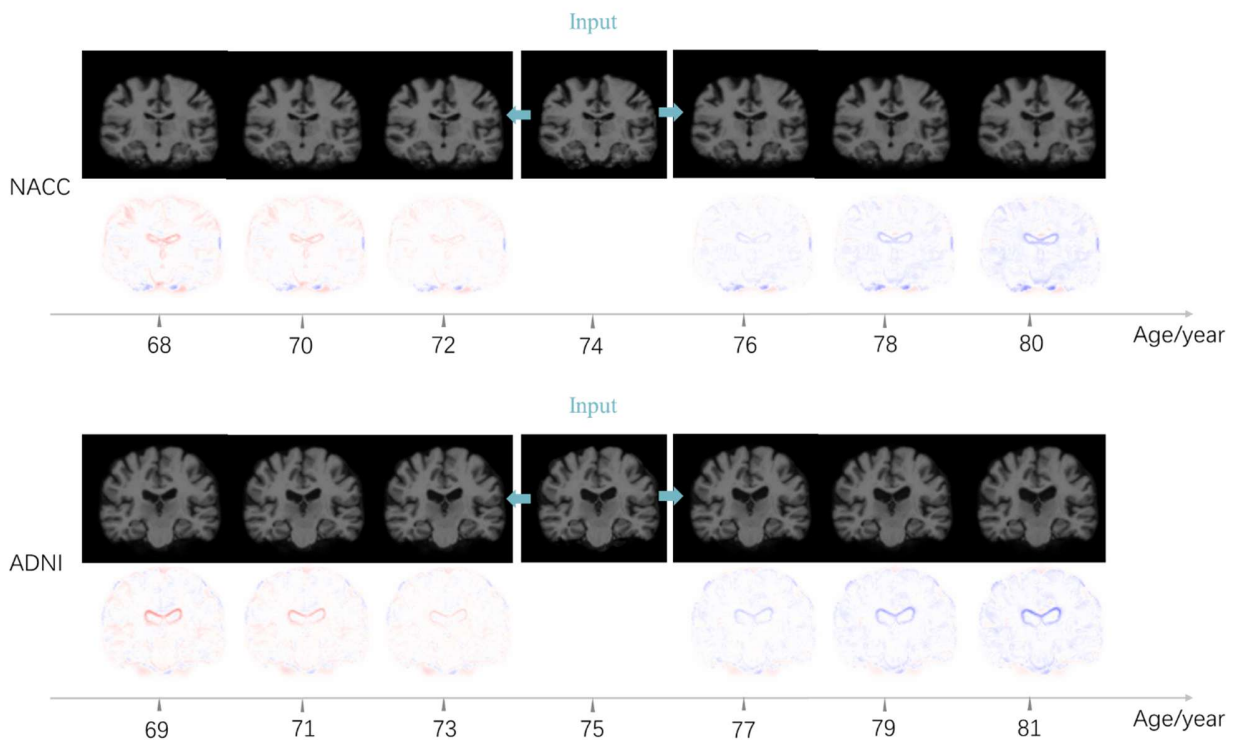 Input
NACC
68 70 72 74 76 78 80 Age/year
Input
ADNI
69 71 73 75 77 79 81 Age/year